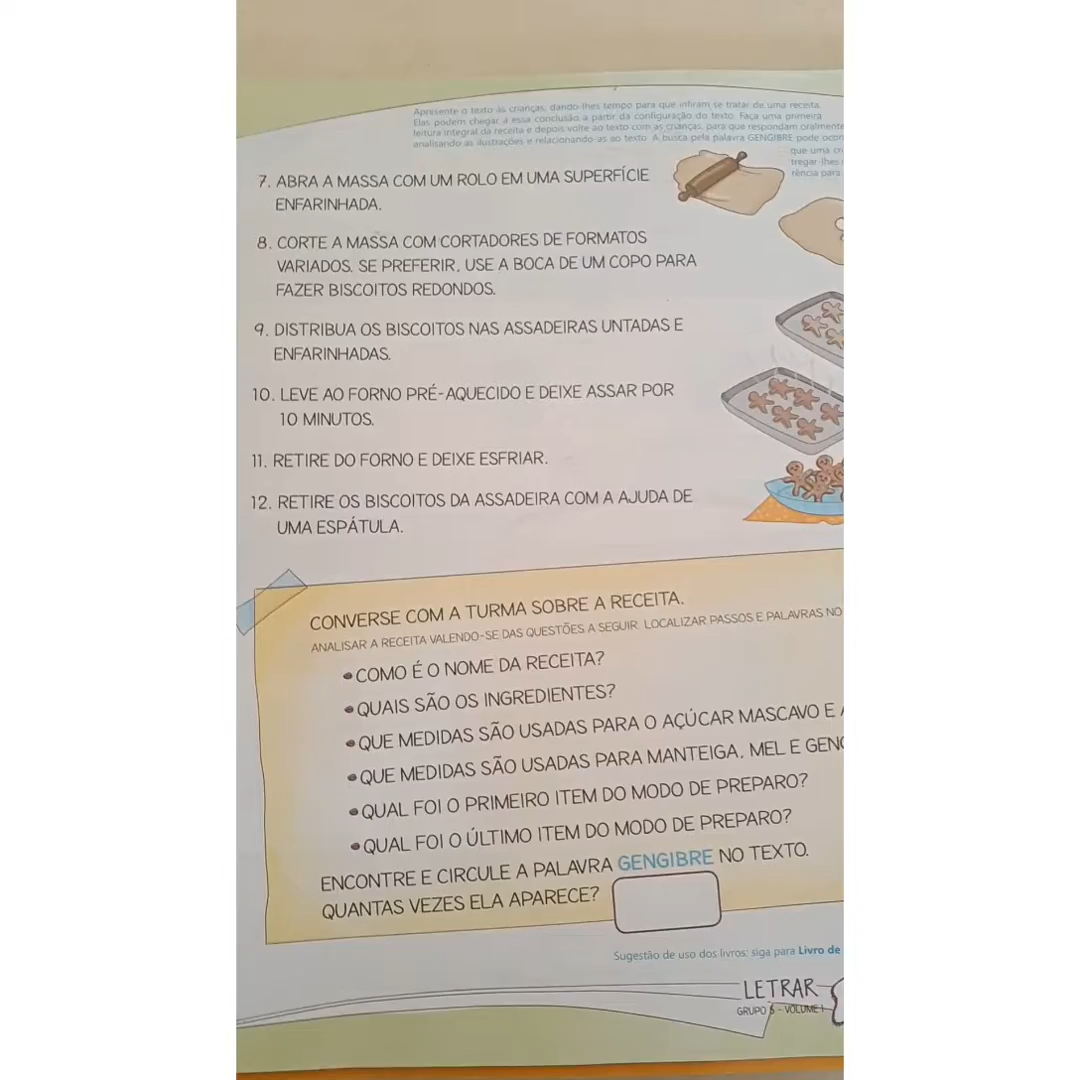 Apresente o texto às crianças, dando-lhes tempo para que infiram se tratar de uma receita.
Elas podem chegar a essa conclusão a partir da configuração do texto. Faça uma primeira
leitura integral da receita e depois volte ao texto com as crianças, para que respondam oralmente
analisando as ilustrações e relacionando-as ao texto. A busca pela palavra GENGIBRE pode
que uma
tregar-lhes
rência para
7. ABRA A MASSA COM UM ROLO EM UMA SUPERFÍCIE
ENFARINHADA.
8. CORTE A MASSA COM CORTADORES DE FORMATOS
VARIADOS. SE PREFERIR, USE A BOCA DE UM COPO PARA
FAZER BISCOITOS REDONDOS.
9. DISTRIBUA OS BISCOITOS NAS ASSADEIRAS UNTADAS E
ENFARINHADAS.
10. LEVE AO FORNO PRÉ-AQUECIDO E DEIXE ASSAR POR
10 MINUTOS.
11. RETIRE DO FORNO E DEIXE ESFRIAR.
12. RETIRE OS BISCOITOS DA ASSADEIRA COM A AJUDA DE
UMA ESPÁTULA.
CONVERSE COM A TURMA SOBRE A RECEITA.
ANALISAR A RECEITA VALENDO-SE DAS QUESTÕES A SEGUIR. LOCALIZAR PASSOS E PALAVRAS NO
• COMO É O NOME DA RECEITA?
• QUAIS SÃO OS INGREDIENTES?
• QUE MEDIDAS SÃO USADAS PARA O AÇÚCAR MASCAVO E
• QUE MEDIDAS SÃO USADAS PARA MANTEIGA, MEL E
• QUAL FOI O PRIMEIRO ITEM DO MODO DE PREPARO?
• QUAL FOI O ÚLTIMO ITEM DO MODO DE PREPARO?
ENCONTRE E CIRCULE A PALAVRA GENGIBRE NO TEXTO.
QUANTAS VEZES ELA APARECE?
Sugestão de uso dos livros: siga para Livro de
LETRAR
GRUPO 5 - VOLUME 1